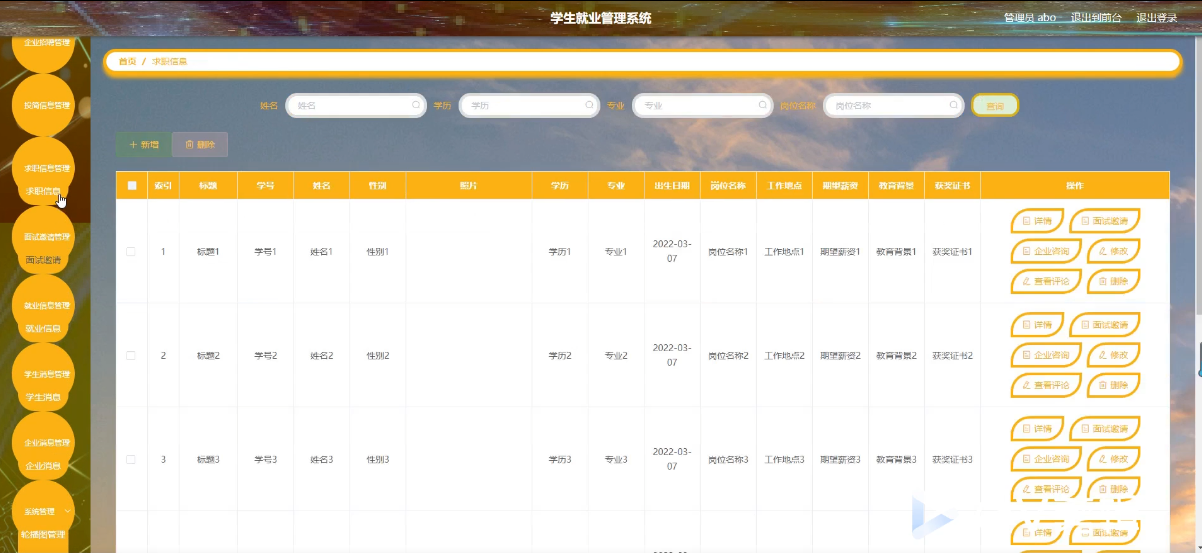 学生就业管理系统
管理员 abo 退出到前台 退出登录
企业招聘管理
投简信息管理
求职信息管理
求职信息
面试邀请管理
面试邀请
就业信息管理
就业信息
学生消息管理
学生消息
企业消息管理
企业消息
系统管理
轮播图管理
首页 / 求职信息
姓名 姓名 学历 学历 专业 专业 岗位名称 岗位名称 查询
+ 新增 删除
索引 标题 学号 姓名 性别 照片 学历 专业 出生日期 岗位名称 工作地点 期望薪资 教育背景 获奖证书 操作
1 标题1 学号1 姓名1 性别1 学历1 专业1 2022-03-07 岗位名称1 工作地点1 期望薪资1 教育背景1 获奖证书1
详情 面试邀请
企业咨询 修改
查看评论 删除
2 标题2 学号2 姓名2 性别2 学历2 专业2 2022-03-07 岗位名称2 工作地点2 期望薪资2 教育背景2 获奖证书2
详情 面试邀请
企业咨询 修改
查看评论 删除
3 标题3 学号3 姓名3 性别3 学历3 专业3 2022-03-07 岗位名称3 工作地点3 期望薪资3 教育背景3 获奖证书3
详情 面试邀请
企业咨询 修改
查看评论 删除
详情 面试邀请